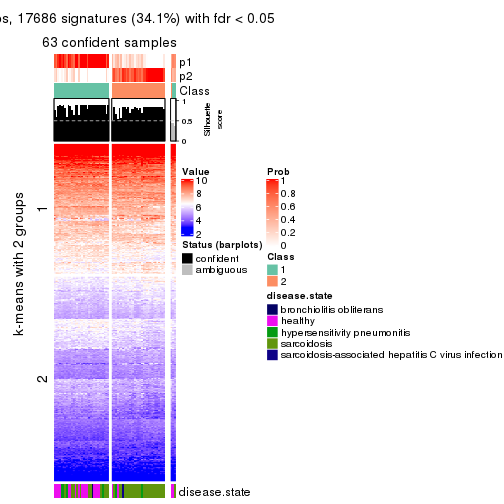 os, 17686 signatures (34.1%) with fdr < 0.05
63 confident samples
p1
p2
Class
1
0.5
0
Silhouette
score
k-means with 2 groups
1
2
Value
10
8
6
4
2
Status (barplots)
confident
ambiguous
Prob
1
0.8
0.6
0.4
0.2
0
Class
1
2
disease.state
bronchiolitis obliterans
healthy
hypersensitivity pneumonitis
sarcoidosis
sarcoidosis-associated hepatitis C virus infection
disease.state